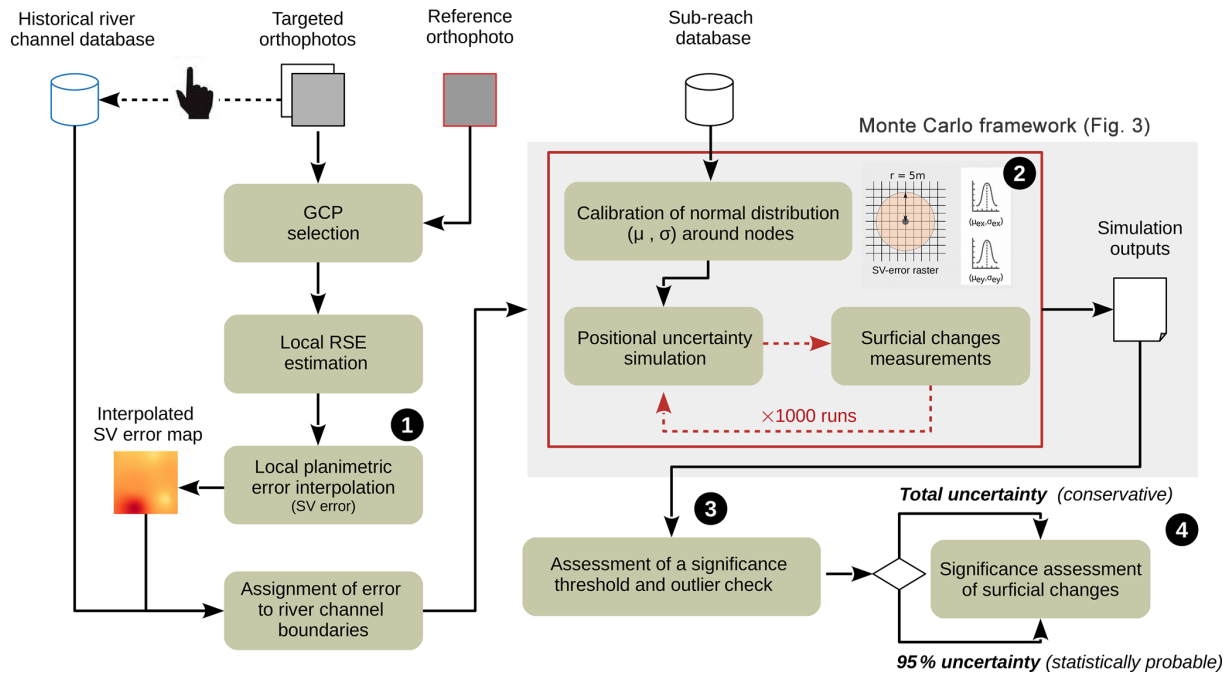 Historical river
channel database
Targeted
orthophotos
Reference
orthophoto
Sub-reach
database
Monte Carlo framework (Fig. 3)
GCP
selection
Local RSE
estimation
Interpolated
SV error map
1
Local planimetric
error interpolation
(SV error)
Assignment of error
to river channel
boundaries
2
Calibration of normal distribution
(μ , σ) around nodes
r = 5m
SV-error raster
(μex,σex)
(μey,σey)
Positional uncertainty
simulation
Surficial changes
measurements
×1000 runs
Simulation
outputs
3
Assessment of a significance
threshold and outlier check
Total uncertainty (conservative)
4
Significance assessment
of surficial changes
95 % uncertainty (statistically probable)